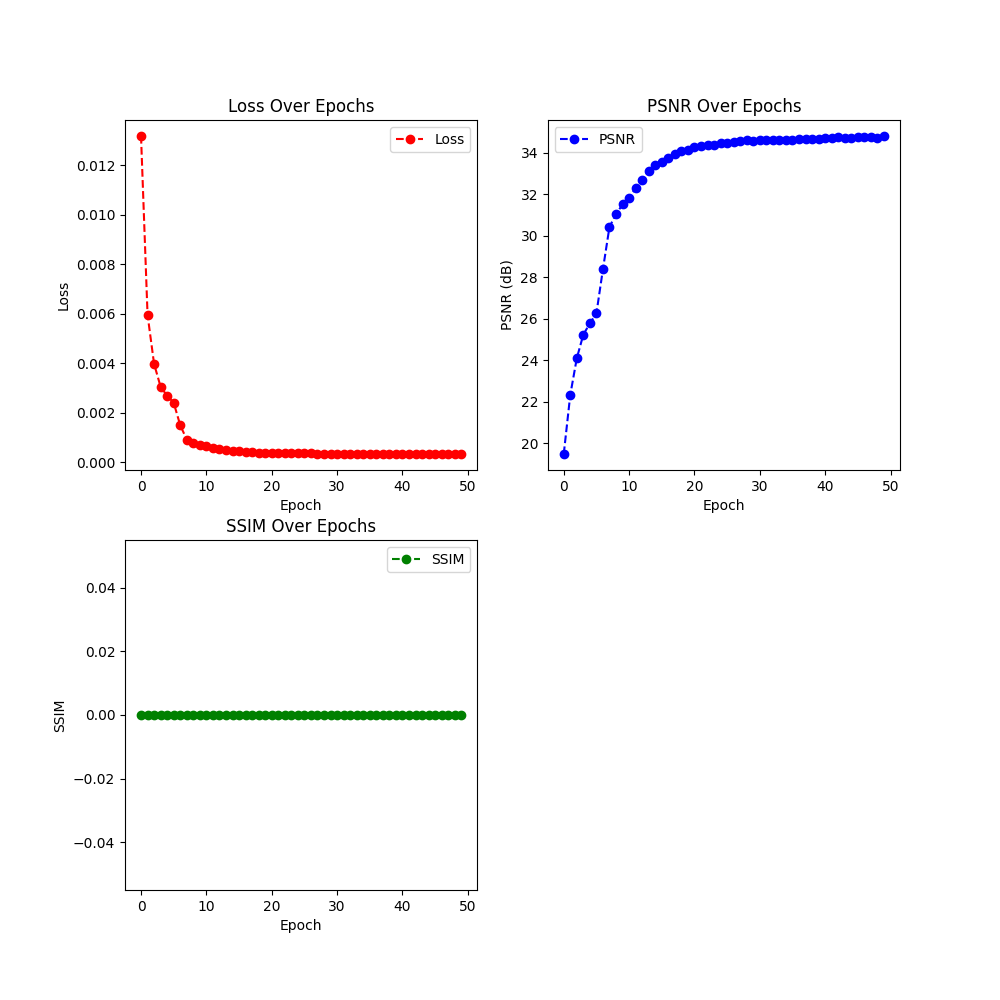 Loss Over Epochs
Loss
0.012
0.010
0.008
0.006
0.004
0.002
0.000
Loss
0 10 20 30 40 50
Epoch
PSNR Over Epochs
PSNR
34
32
30
28
26
24
22
20
PSNR (dB)
0 10 20 30 40 50
Epoch
SSIM Over Epochs
SSIM
0.04
0.02
0.00
−0.02
−0.04
SSIM
0 10 20 30 40 50
Epoch